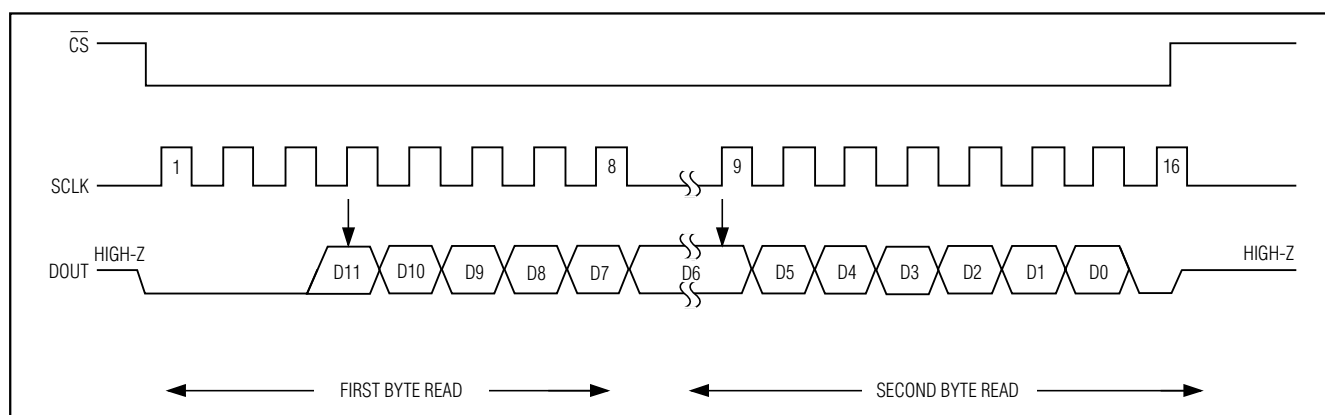 CS
SCLK 1 8 9 16
HIGH-Z HIGH-Z
DOUT D11 D10 D9 D8 D7 D6 D5 D4 D3 D2 D1 D0
FIRST BYTE READ SECOND BYTE READ